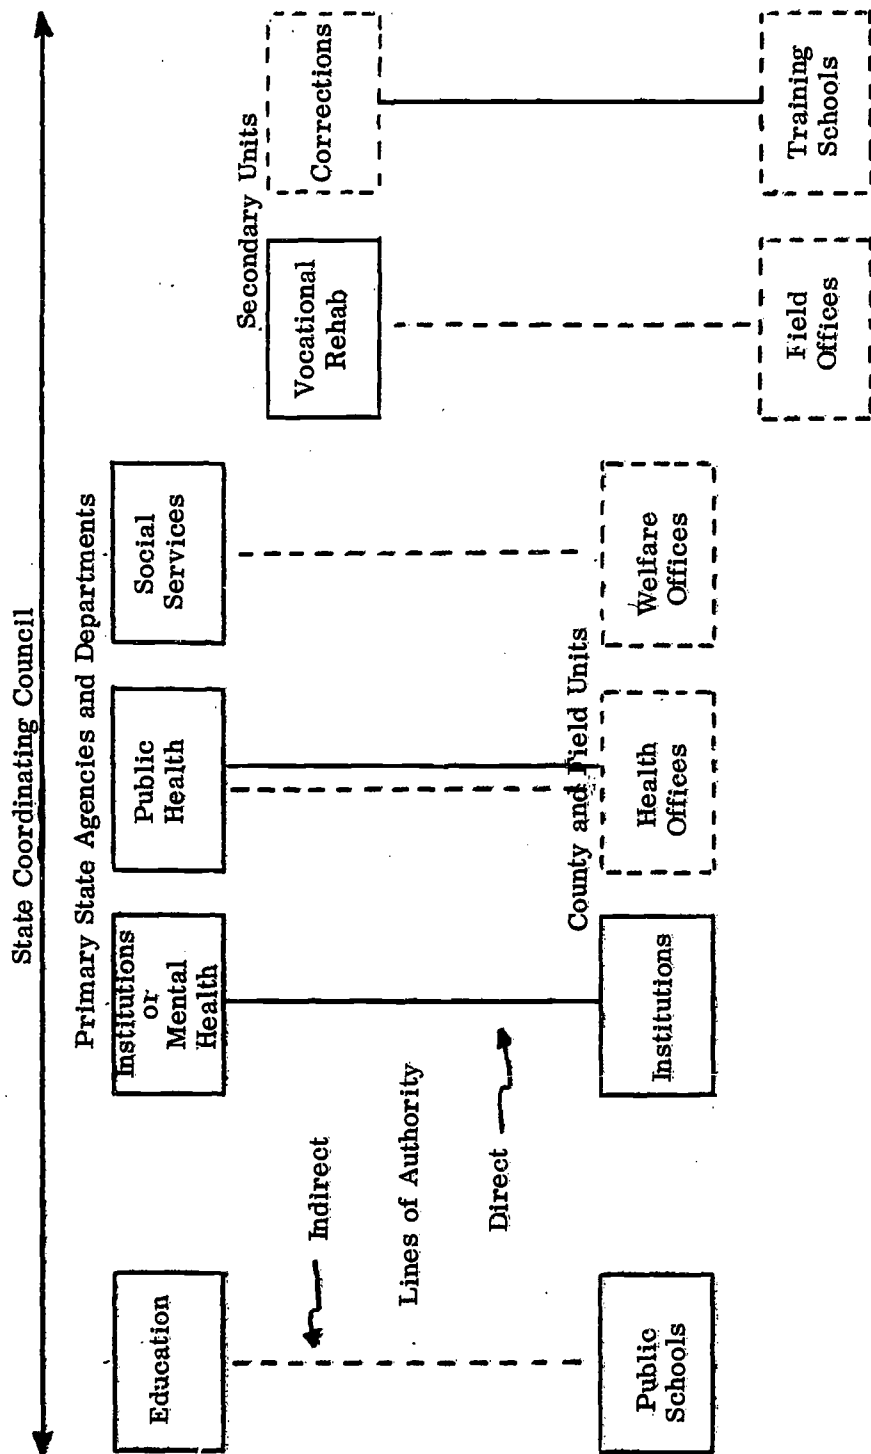 State Coordinating Council
Primary State Agencies and Departments
Education
Institutions
or
Mental
Health
Public
Health
Social
Services
Secondary Units
Vocational
Rehab
Corrections
Indirect
Lines of Authority
Direct
County and Field Units
Public
Schools
Institutions
Health
Offices
Welfare
Offices
Field
Offices
Training
Schools